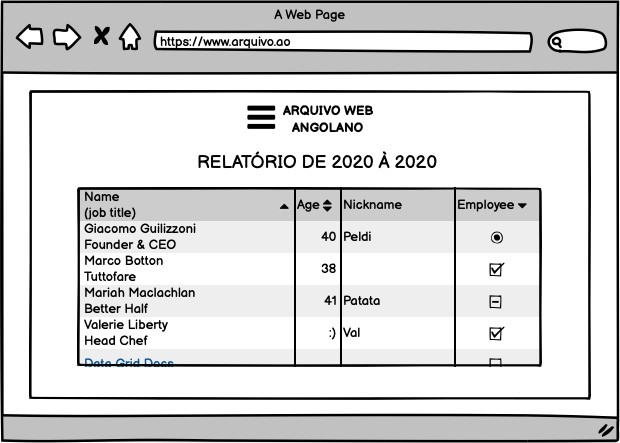 A Web Page
https://www.arquivo.ao
ARQUIVO WEB
ANGOLANO
RELATÓRIO DE 2020 À 2020
Name
(job title)
Age
Nickname
Employee
Giacomo Guilizzoni
Founder & CEO
40
Peldi
Marco Botton
Tuttofare
38
Mariah Maclachlan
Better Half
41
Patata
Valerie Liberty
Head Chef
:)
Val
Data Grid Docs